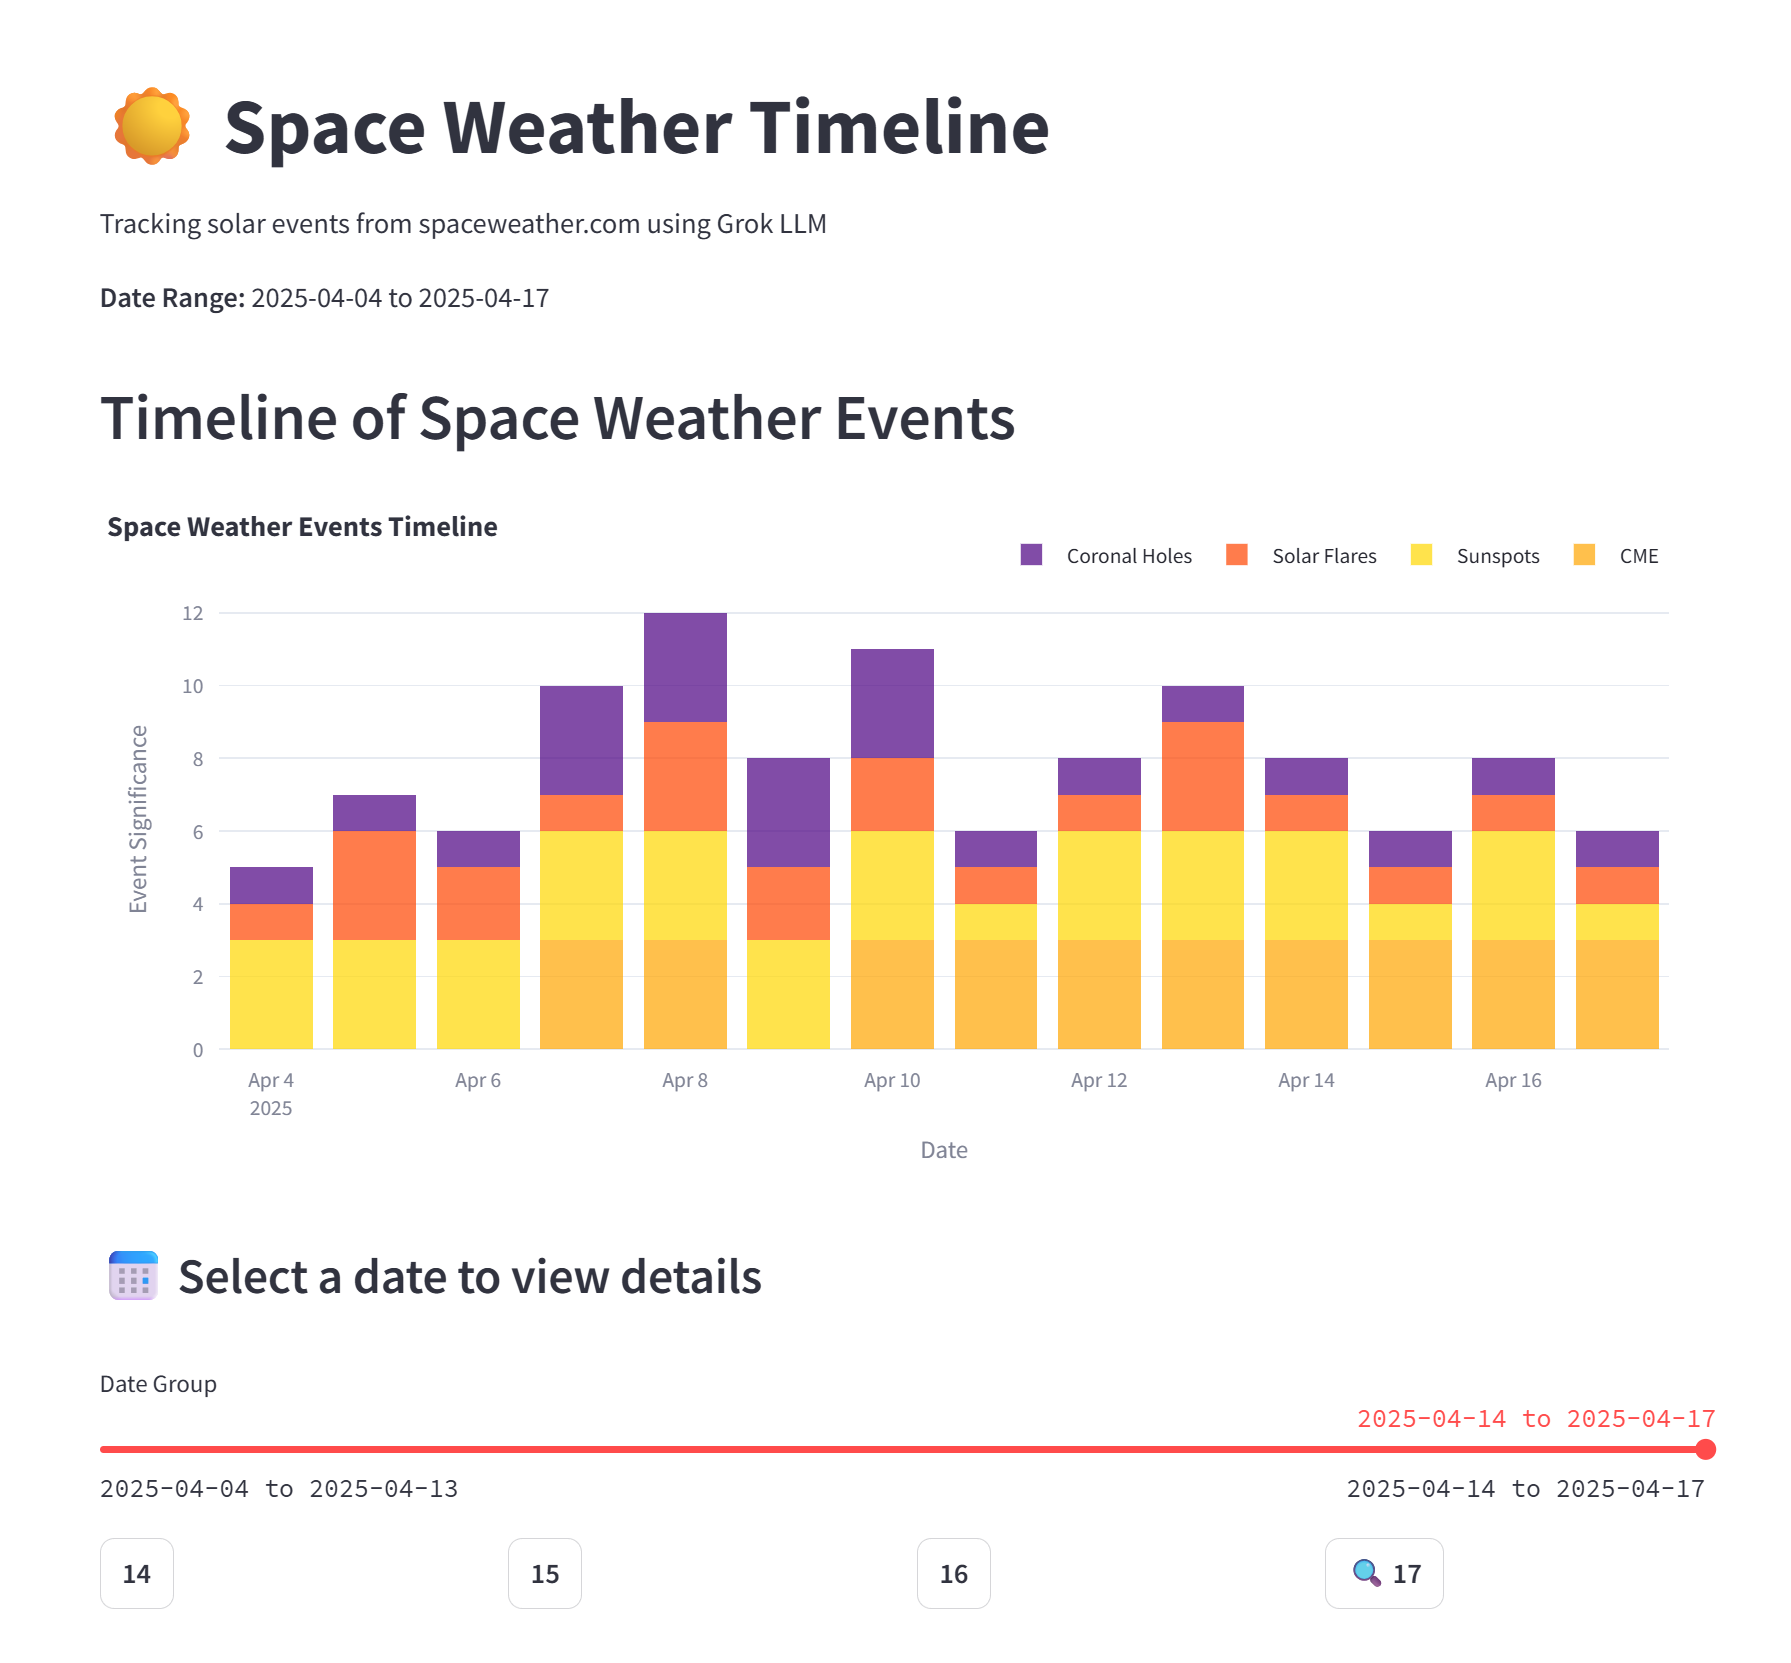 Space Weather Timeline
Tracking solar events from spaceweather.com using Grok LLM
Date Range: 2025-04-04 to 2025-04-17
Timeline of Space Weather Events
Space Weather Events Timeline
Coronal Holes Solar Flares Sunspots CME
12
10
8
6
4
2
0
Event Significance
Apr 4 Apr 6 Apr 8 Apr 10 Apr 12 Apr 14 Apr 16
2025
Date
Select a date to view details
Date Group
2025-04-14 to 2025-04-17
2025-04-04 to 2025-04-13 2025-04-14 to 2025-04-17
14 15 16 17